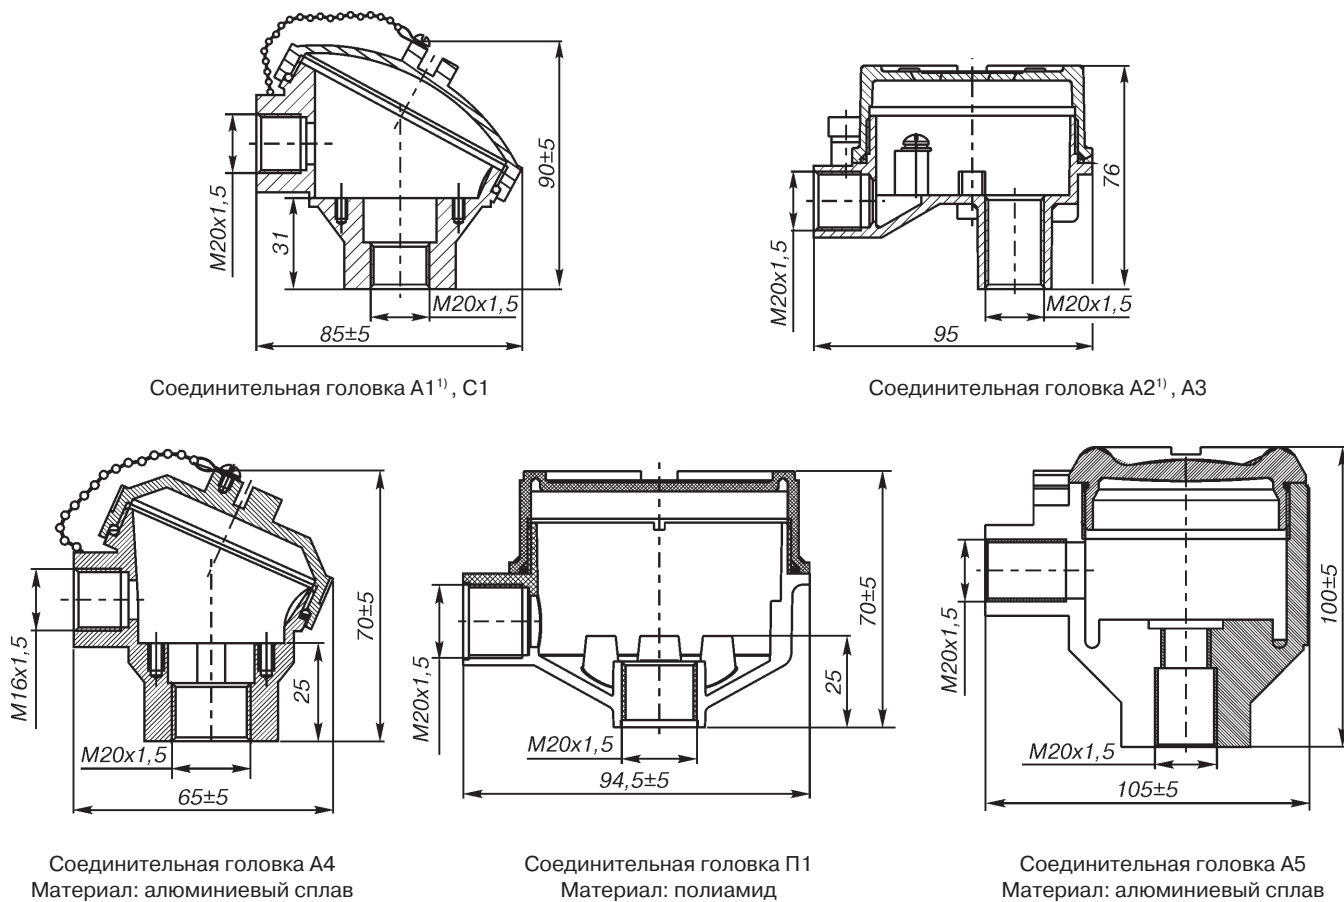 90±5
M20x1,5
31
M20x1,5
85±5
Соединительная головка А1¹⁾, С1
76
M20x1,5
M20x1,5
95
Соединительная головка А2¹⁾, А3
70±5
M16x1,5
25
M20x1,5
65±5
Соединительная головка А4
Материал: алюминиевый сплав
70±5
M20x1,5
25
M20x1,5
94,5±5
Соединительная головка П1
Материал: полиамид
100±5
M20x1,5
M20x1,5
105±5
Соединительная головка А5
Материал: алюминиевый сплав